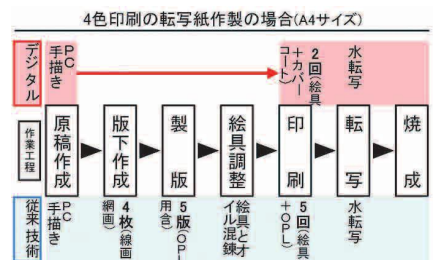 4色印刷の転写紙作製の場合(A4サイズ)
デジタル
PC
手描き
2回(絵具
+カバー
コート)
水転写
作業工程
原稿作成
版下作成
製版
絵具調整
印刷
転写
焼成
従来技術
PC
手描き
4枚(線画
網画)
5版(OPL
用含)
絵具とオ
イル混錬
5回(絵具
+OPL)
水転写